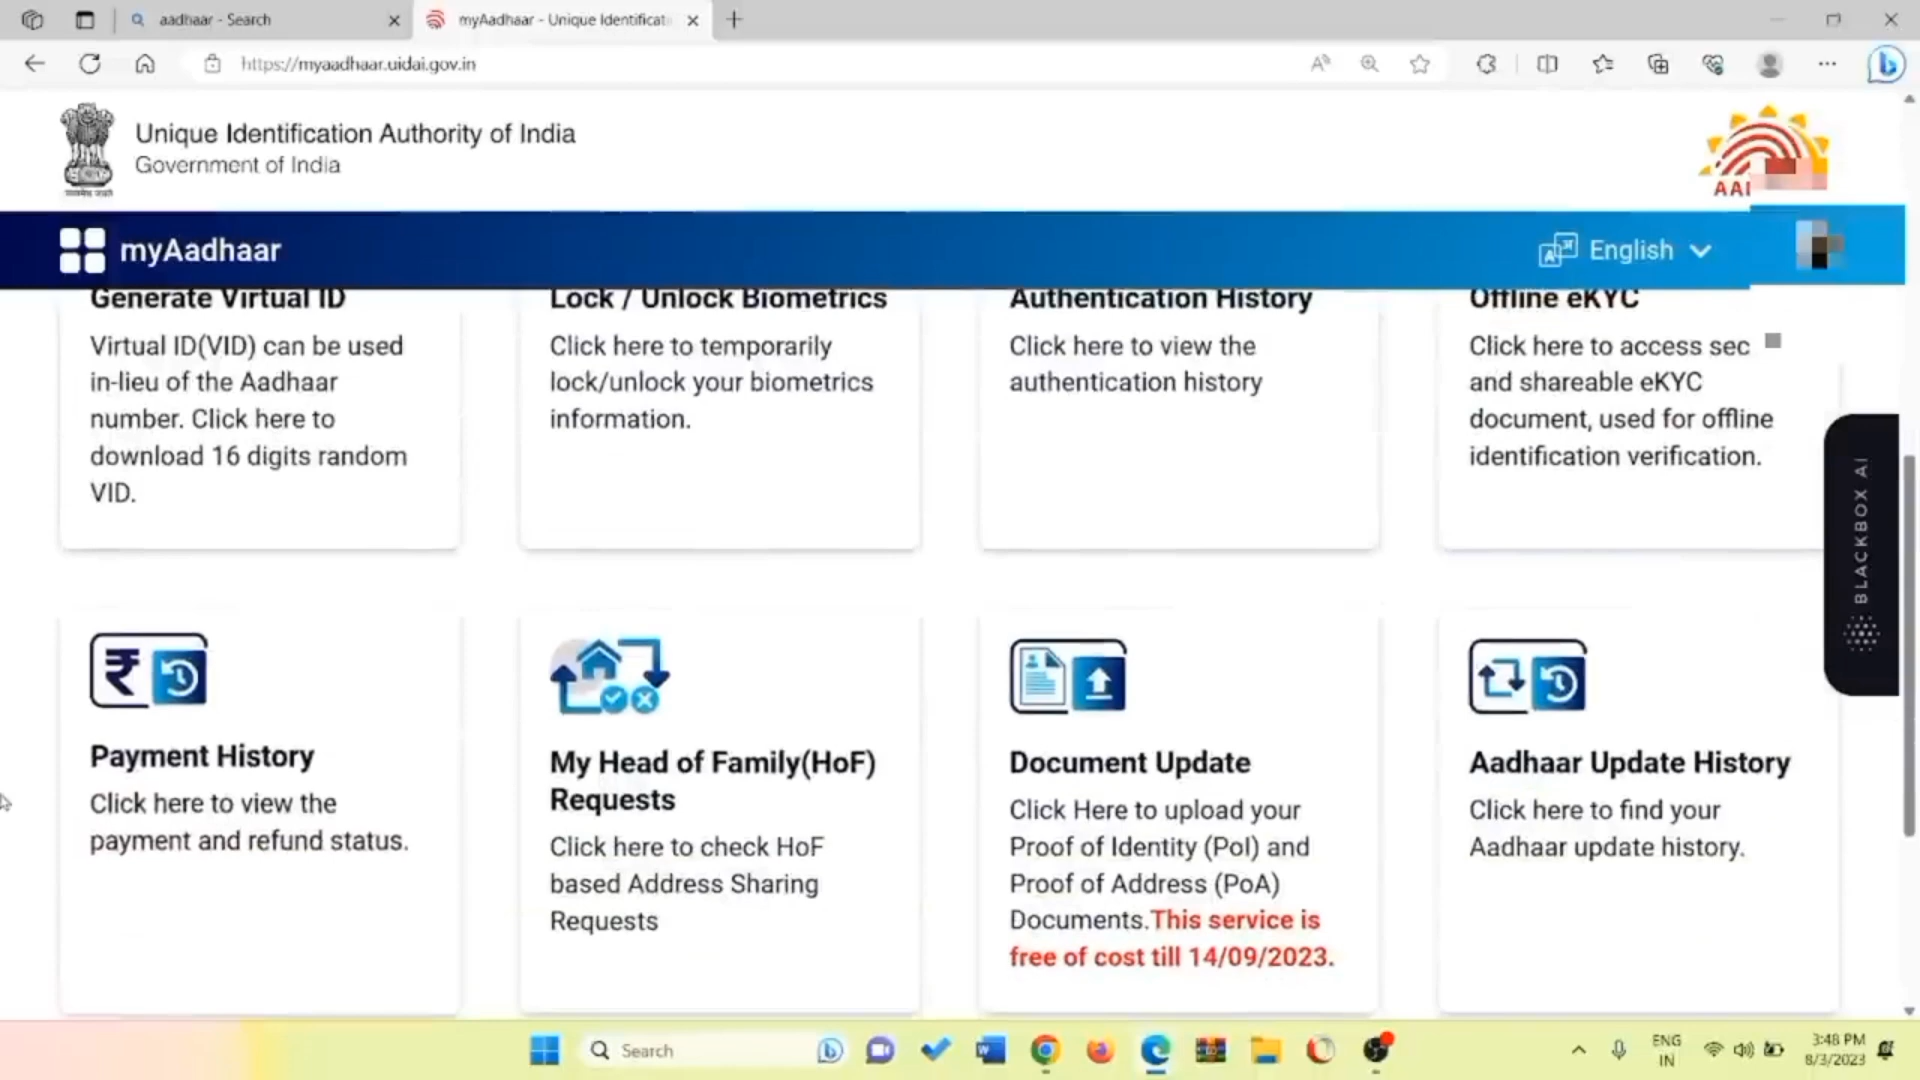 aadhaar - Search
myAadhaar - Unique Identificati
https://myaadhaar.uidai.gov.in
Unique Identification Authority of India
Government of India
myAadhaar
English
Generate Virtual ID
Virtual ID(VID) can be used
in-lieu of the Aadhaar
number. Click here to
download 16 digits random
VID.
Lock / Unlock Biometrics
Click here to temporarily
lock/unlock your biometrics
information.
Authentication History
Click here to view the
authentication history
Offline eKYC
Click here to access sec
and shareable eKYC
document, used for offline
identification verification.
BLACKBOX AI
Payment History
Click here to view the
payment and refund status.
My Head of Family(HoF)
Requests
Click here to check HoF
based Address Sharing
Requests
Document Update
Click Here to upload your
Proof of Identity (PoI) and
Proof of Address (PoA)
Documents.This service is
free of cost till 14/09/2023.
Aadhaar Update History
Click here to find your
Aadhaar update history.
Search
ENG
IN
3:48 PM
8/3/2023